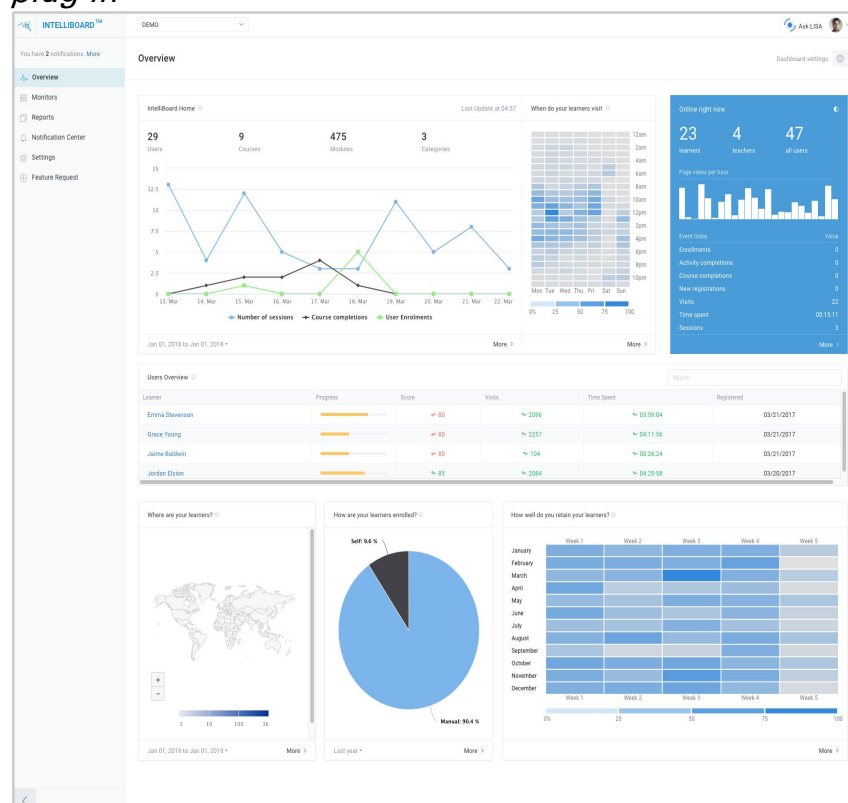 plug-in
INTELLIBOARD™
DEMO
Ask LISA
You have 2 notifications. More
Overview
Monitors
Reports
Notification Center
Settings
Feature Request
Overview
Dashboard settings
IntelliBoard Home
Last Update at 04:57
29
Users
9
Courses
475
Modules
3
Categories
15
12.5
10
7.5
5
2.5
0
13. Mar 14. Mar 15. Mar 16. Mar 17. Mar 18. Mar 19. Mar 20. Mar 21. Mar 22. Mar
Number of sessions Course completions User Enrolments
Jan 01, 2018 to Jan 01, 2018
More >
When do your learners visit
12am
2am
4am
6am
8am
10am
12pm
2pm
4pm
6pm
8pm
10pm
Mon Tue Wed Thu Fri Sat Sun
0% 25 50 75 100
More >
Online right now
23
learners
4
teachers
47
all users
Page views per hour
Event today Value
Enrollments 0
Activity completions 0
Course completions 0
New registrations 0
Visits 22
Time spent 00:15:11
Sessions 3
More >
Users Overview
Search
Learner Progress Score Visits Time Spent Registered
Emma Stevenson 80 2096 03:59:04 03/21/2017
Grace Young 80 2257 04:11:56 03/21/2017
Jaime Baldwin 80 104 00:26:24 03/21/2017
Jordan Elston 85 2084 04:29:58 03/20/2017
Where are your learners?
+
-
1 10 100 1k
Jan 01, 2018 to Jan 01, 2018
More >
How are your learners enrolled?
Self: 9.6 %
Manual: 90.4 %
Last year
More >
How well do you retain your learners?
Week 1 Week 2 Week 3 Week 4 Week 5
January
February
March
April
May
June
July
August
September
October
November
December
Week 1 Week 2 Week 3 Week 4 Week 5
0% 25 50 75 100
More >